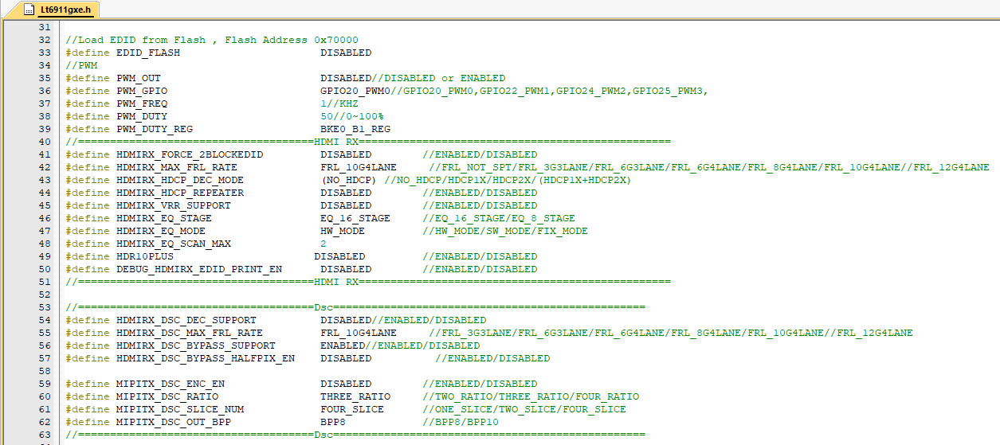 Lt6911gxe.h
31
32 //Load EDID from Flash , Flash Address 0x70000
33 #define EDID_FLASH DISABLED
34 //PWM
35 #define PWM_OUT DISABLED//DISABLED or ENABLED
36 #define PWM_GPIO GPIO20_PWM0//GPIO20_PWM0,GPIO22_PWM1,GPIO24_PWM2,GPIO25_PWM3,
37 #define PWM_FREQ 1//KHZ
38 #define PWM_DUTY 50//0~100%
39 #define PWM_DUTY_REG BKE0_B1_REG
40 //=====================================HDMI RX=================================================
41 #define HDMIRX_FORCE_2BLOCKEDID DISABLED //ENABLED/DISABLED
42 #define HDMIRX_MAX_FRL_RATE FRL_10G4LANE //FRL_NOT_SPT/FRL_3G3LANE/FRL_6G3LANE/FRL_6G4LANE/FRL_8G4LANE/FRL_10G4LANE//FRL_12G4LANE
43 #define HDMIRX_HDCP_DEC_MODE (NO_HDCP) //NO_HDCP/HDCP1X/HDCP2X/(HDCP1X+HDCP2X)
44 #define HDMIRX_HDCP_REPEATER DISABLED //ENABLED/DISABLED
45 #define HDMIRX_VRR_SUPPORT DISABLED //ENABLED/DISABLED
46 #define HDMIRX_EQ_STAGE EQ_16_STAGE //EQ_16_STAGE/EQ_8_STAGE
47 #define HDMIRX_EQ_MODE HW_MODE //HW_MODE/SW_MODE/FIX_MODE
48 #define HDMIRX_EQ_SCAN_MAX 2
49 #define HDR10PLUS DISABLED //ENABLED/DISABLED
50 #define DEBUG_HDMIRX_EDID_PRINT_EN DISABLED //ENABLED/DISABLED
51 //=====================================HDMI RX=================================================
52
53 //=====================================Dsc=================================================
54 #define HDMIRX_DSC_DEC_SUPPORT DISABLED//ENABLED/DISABLED
55 #define HDMIRX_DSC_MAX_FRL_RATE FRL_10G4LANE //FRL_3G3LANE/FRL_6G3LANE/FRL_6G4LANE/FRL_8G4LANE/FRL_10G4LANE//FRL_12G4LANE
56 #define HDMIRX_DSC_BYPASS_SUPPORT ENABLED//ENABLED/DISABLED
57 #define HDMIRX_DSC_BYPASS_HALFPIX_EN DISABLED //ENABLED/DISABLED
58
59 #define MIPITX_DSC_ENC_EN DISABLED //ENABLED/DISABLED
60 #define MIPITX_DSC_RATIO THREE_RATIO //TWO_RATIO/THREE_RATIO/FOUR_RATIO
61 #define MIPITX_DSC_SLICE_NUM FOUR_SLICE //ONE_SLICE/TWO_SLICE/FOUR_SLICE
62 #define MIPITX_DSC_OUT_BPP BPP8 //BPP8/BPP10
63 //=====================================Dsc=================================================